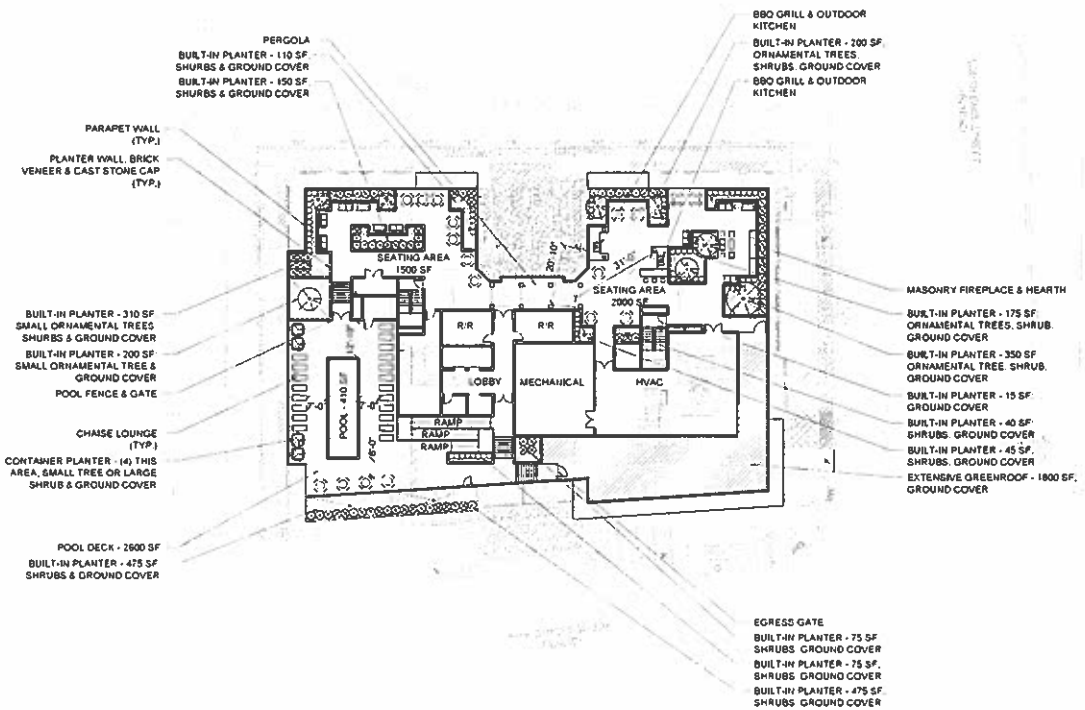 PERGOLA
BUILT-IN PLANTER - 110 SF,
SHURBS & GROUND COVER
BUILT-IN PLANTER - 150 SF
SHURBS & GROUND COVER
PARAPET WALL
(TYP.)
PLANTER WALL, BRICK
VENEER & CAST STONE CAP
(TYP.)
BUILT-IN PLANTER - 310 SF
SMALL ORNAMENTAL TREES
SHURBS & GROUND COVER
BUILT-IN PLANTER - 200 SF
SMALL ORNAMENTAL TREE &
GROUND COVER
POOL FENCE & GATE
CHAISE LOUNGE
(TYP.)
CONTAINER PLANTER - (4) THIS
AREA, SMALL TREE OR LARGE
SHRUB & GROUND COVER
POOL DECK - 2600 SF
BUILT-IN PLANTER - 475 SF
SHRUBS & GROUND COVER
BBQ GRILL & OUTDOOR
KITCHEN
BUILT-IN PLANTER - 200 SF,
ORNAMENTAL TREES,
SHRUBS, GROUND COVER
BBQ GRILL & OUTDOOR
KITCHEN
MASONRY FIREPLACE & HEARTH
BUILT-IN PLANTER - 175 SF
ORNAMENTAL TREES, SHRUB,
GROUND COVER
BUILT-IN PLANTER - 350 SF
ORNAMENTAL TREE, SHRUB,
GROUND COVER
BUILT-IN PLANTER - 15 SF
GROUND COVER
BUILT-IN PLANTER - 40 SF
SHRUBS, GROUND COVER
BUILT-IN PLANTER - 45 SF,
SHRUBS, GROUND COVER
EXTENSIVE GREENROOF - 1800 SF,
GROUND COVER
SEATING AREA
1500 SF
20'-10"
31'-0"
SEATING AREA
2000 SF
R/R
R/R
LOBBY
MECHANICAL
HVAC
POOL - 410 SF
RAMP
RAMP
RAMP
EGRESS GATE
BUILT-IN PLANTER - 75 SF
SHRUBS GROUND COVER
BUILT-IN PLANTER - 75 SF,
SHRUBS GROUND COVER
BUILT-IN PLANTER - 475 SF
SHRUBS GROUND COVER